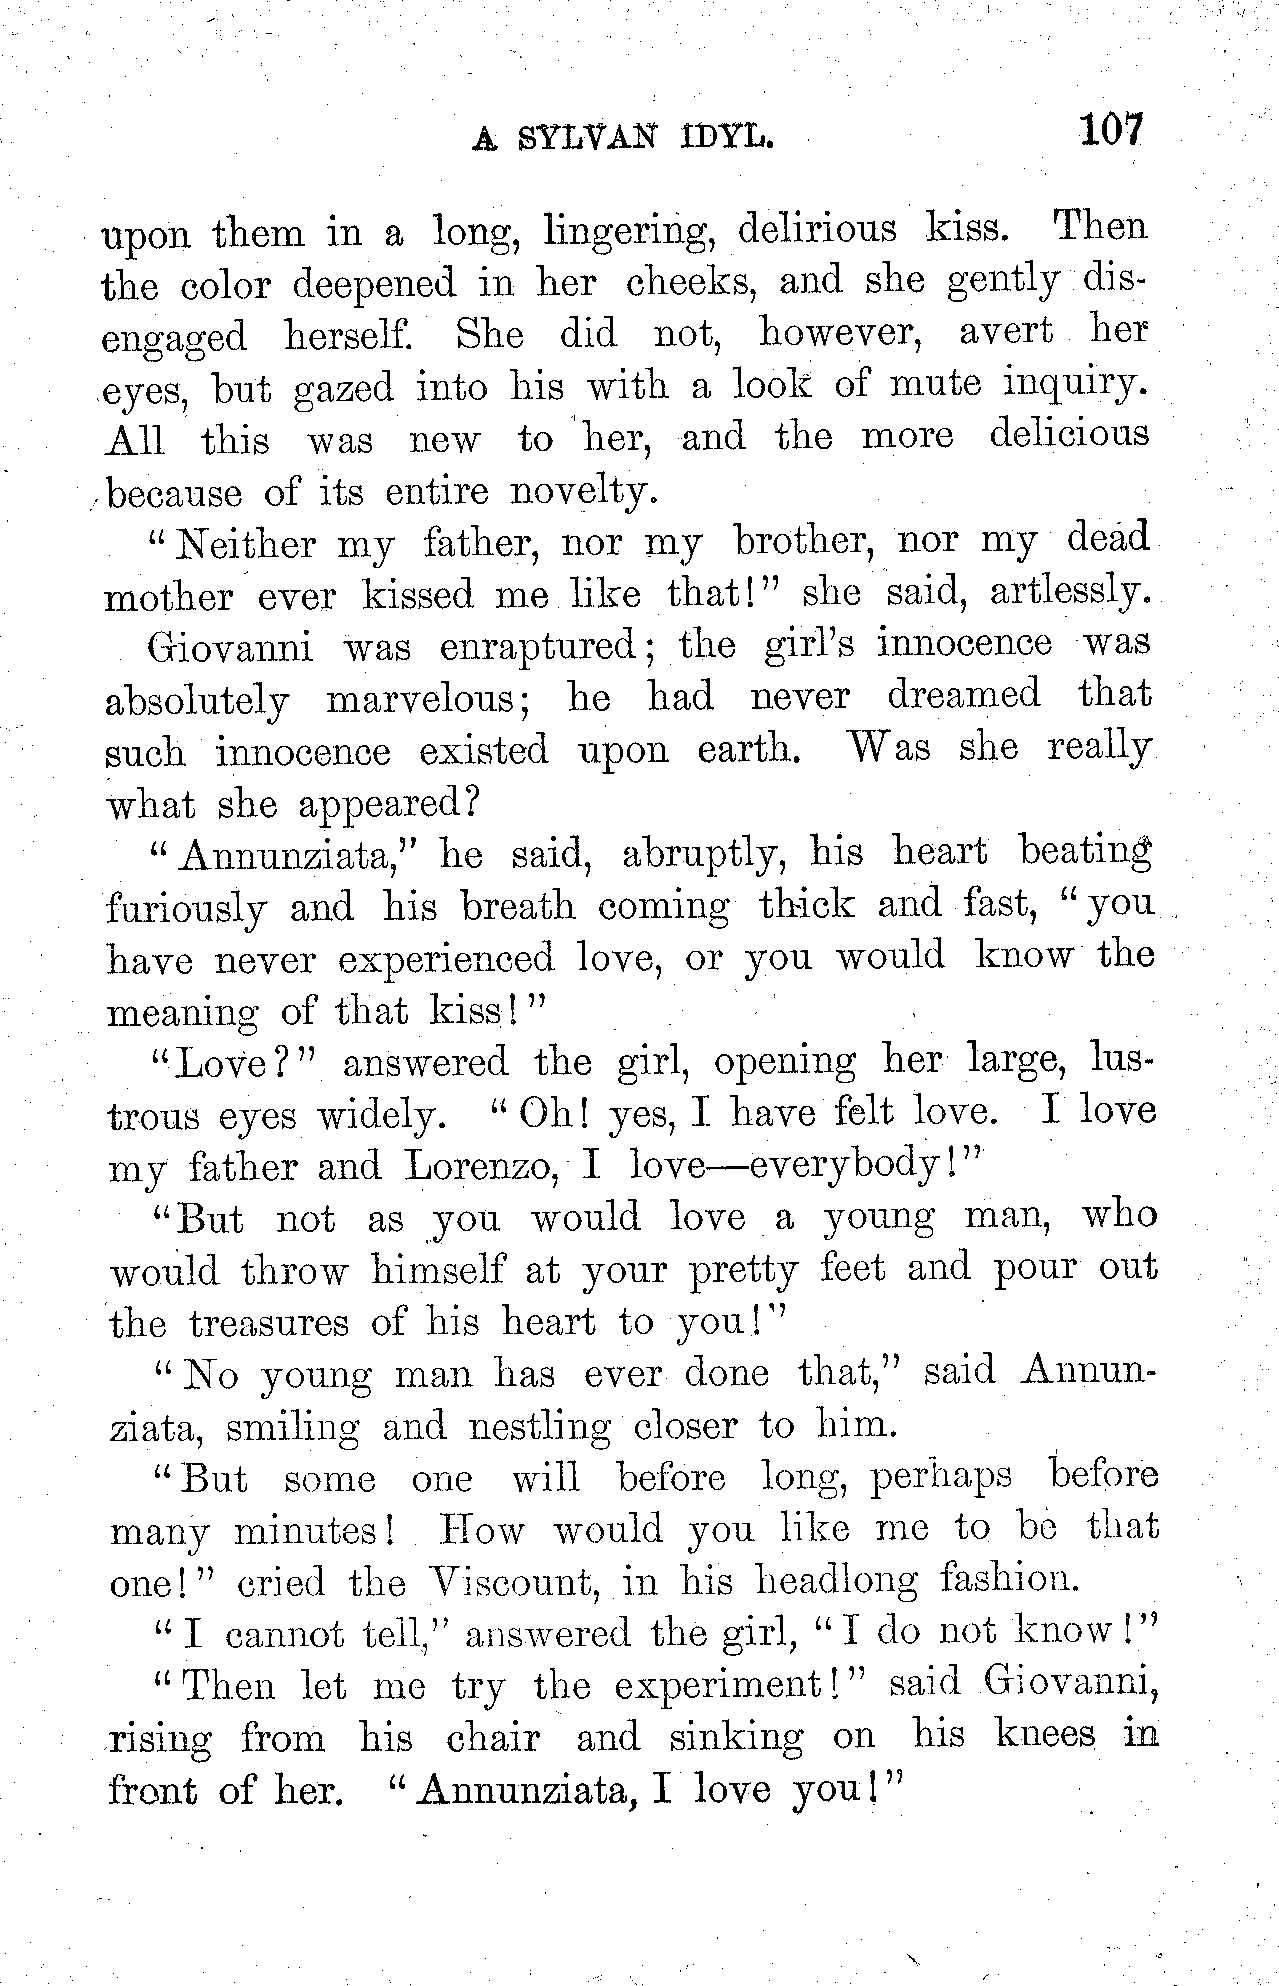 A SYLVAN IDYL. 107
upon them in a long, lingering, delirious kiss. Then
the color deepened in her cheeks, and she gently dis-
engaged herself. She did not, however, avert her
eyes, but gazed into his with a look of mute inquiry.
All this was new to her, and the more delicious
because of its entire novelty.
"Neither my father, nor my brother, nor my dead
mother ever kissed me like that!" she said, artlessly.
Giovanni was enraptured; the girl's innocence was
absolutely marvelous; he had never dreamed that
such innocence existed upon earth. Was she really
what she appeared?
"Annunziata," he said, abruptly, his heart beating
furiously and his breath coming thick and fast, "you
have never experienced love, or you would know the
meaning of that kiss!"
"Love?" answered the girl, opening her large, lus-
trous eyes widely. "Oh! yes, I have felt love. I love
my father and Lorenzo, I love—everybody!"
"But not as you would love a young man, who
would throw himself at your pretty feet and pour out
the treasures of his heart to you!"
"No young man has ever done that," said Annun-
ziata, smiling and nestling closer to him.
"But some one will before long, perhaps before
many minutes! How would you like me to be that
one!" cried the Viscount, in his headlong fashion.
"I cannot tell," answered the girl, "I do not know!"
"Then let me try the experiment!" said Giovanni,
rising from his chair and sinking on his knees in
front of her. "Annunziata, I love you!"